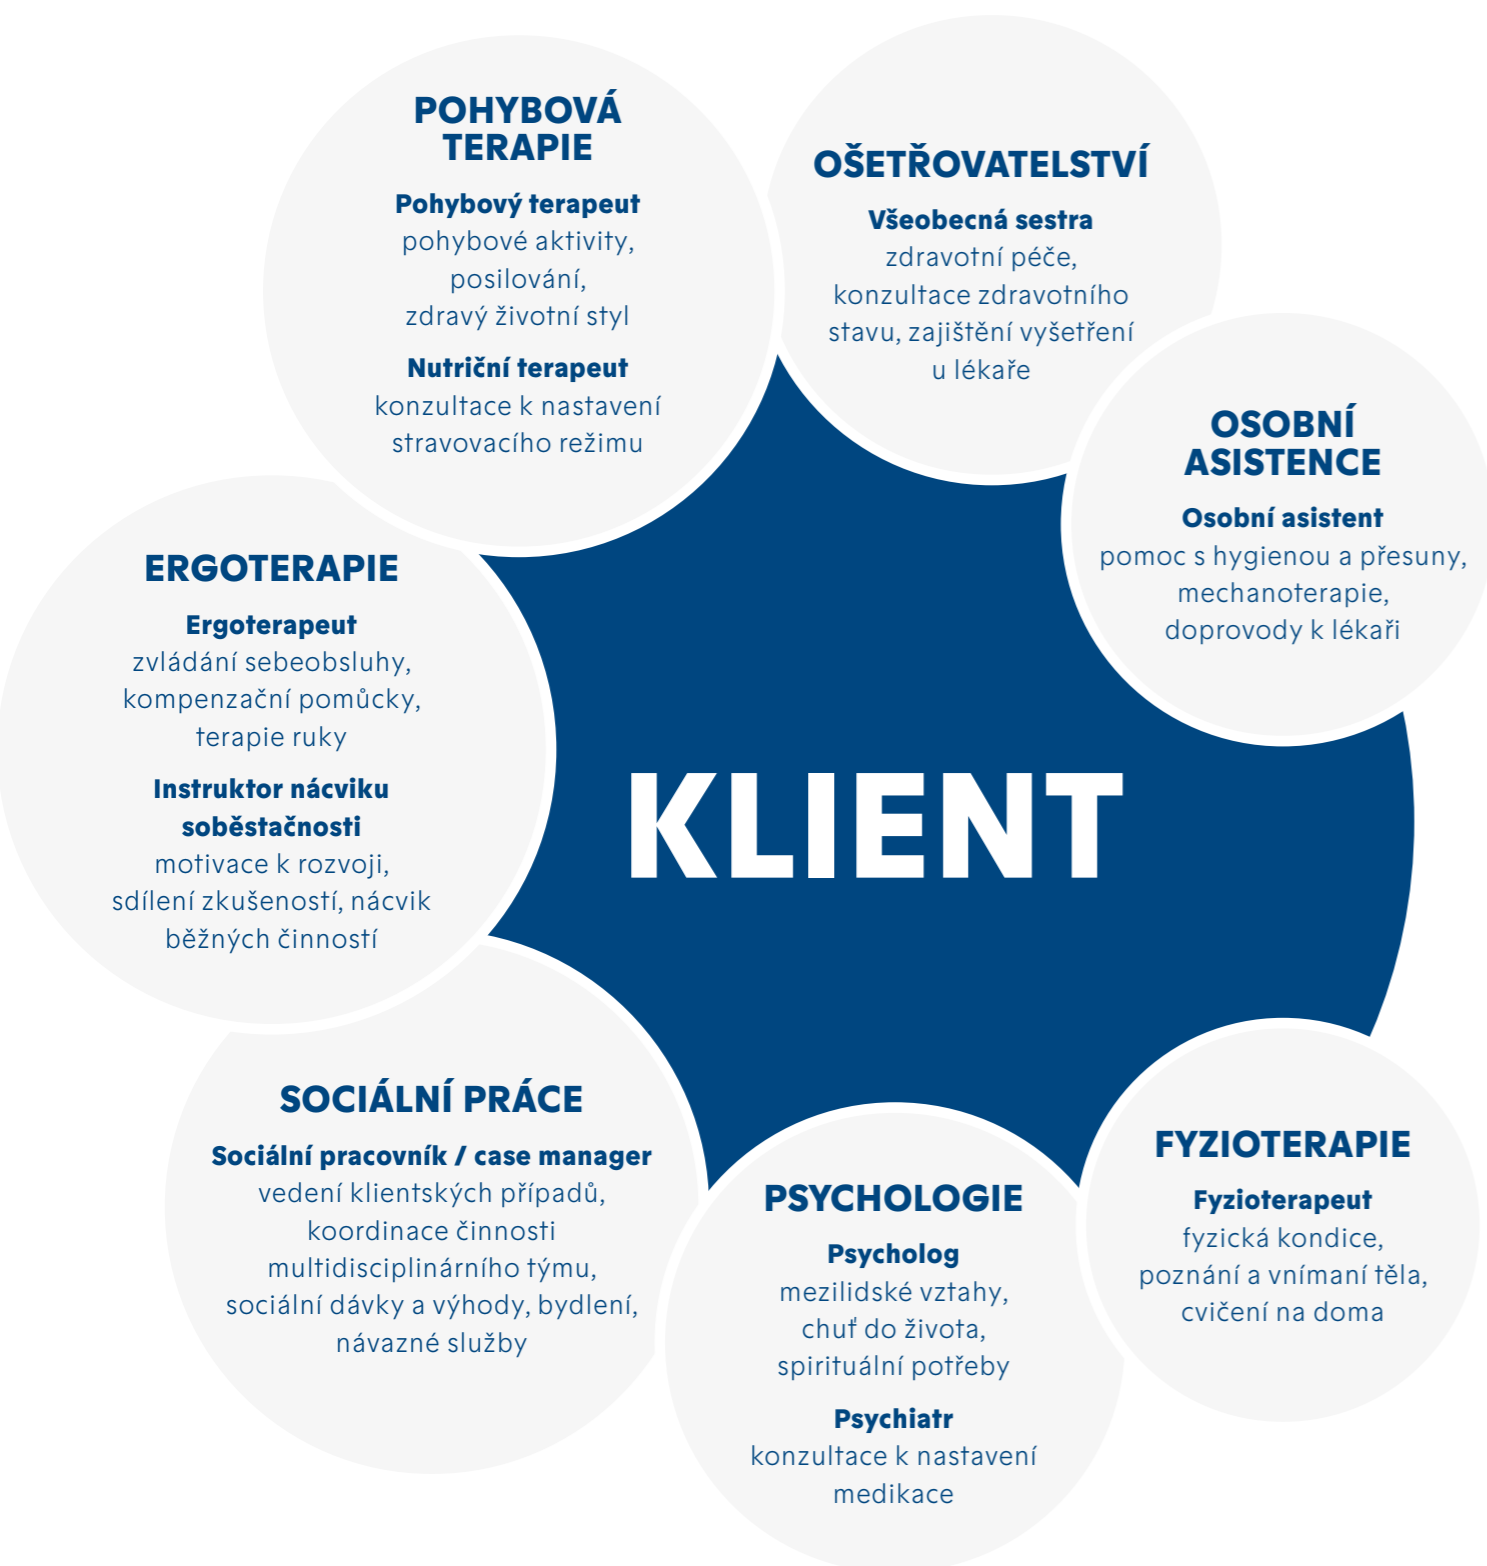 POHYBOVÁ
TERAPIE
Pohybový terapeut
pohybové aktivity,
posilování,
zdravý životní styl
Nutriční terapeut
konzultace k nastavení
stravovacího režimu
OŠETŘOVATELSTVÍ
Všeobecná sestra
zdravotní péče,
konzultace zdravotního
stavu, zajištění vyšetření
u lékaře
OSOBNÍ
ASISTENCE
Osobní asistent
pomoc s hygienou a přesuny,
mechanoterapie,
doprovody k lékaři
ERGOTERAPIE
Ergoterapeut
zvládání sebeobsluhy,
kompenzační pomůcky,
terapie ruky
Instruktor nácviku
soběstačnosti
motivace k rozvoji,
sdílení zkušeností, nácvik
běžných činností
KLIENT
SOCIÁLNÍ PRÁCE
Sociální pracovník / case manager
vedení klientských případů,
koordinace činnosti
multidisciplinárního týmu,
sociální dávky a výhody, bydlení,
návazné služby
PSYCHOLOGIE
Psycholog
mezilidské vztahy,
chuť do života,
spirituální potřeby
Psychiatr
konzultace k nastavení
medikace
FYZIOTERAPIE
Fyzioterapeut
fyzická kondice,
poznání a vnímaní těla,
cvičení na doma